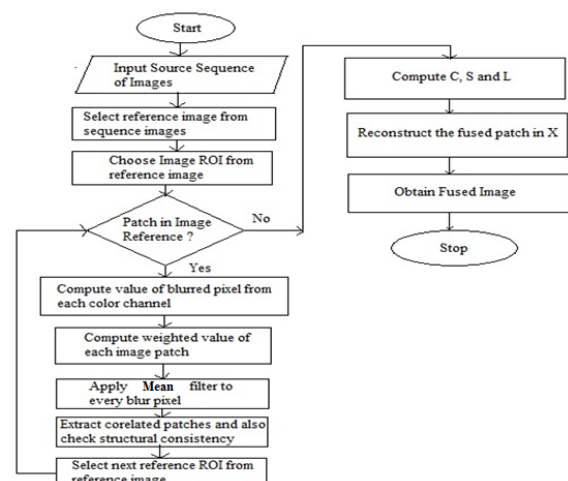 Start
Input Source Sequence
of Images
Select reference image from
sequence images
Choose Image ROI from
reference image
Patch in Image
Reference ?
No
Yes
Compute value of blurred pixel from
each color channel
Compute weighted value of
each image patch
Apply Mean filter to
every blur pixel
Extract corelated patches and also
check structural consistency
Select next reference ROI from
reference image
Compute C, S and L
Reconstruct the fused patch in X
Obtain Fused Image
Stop